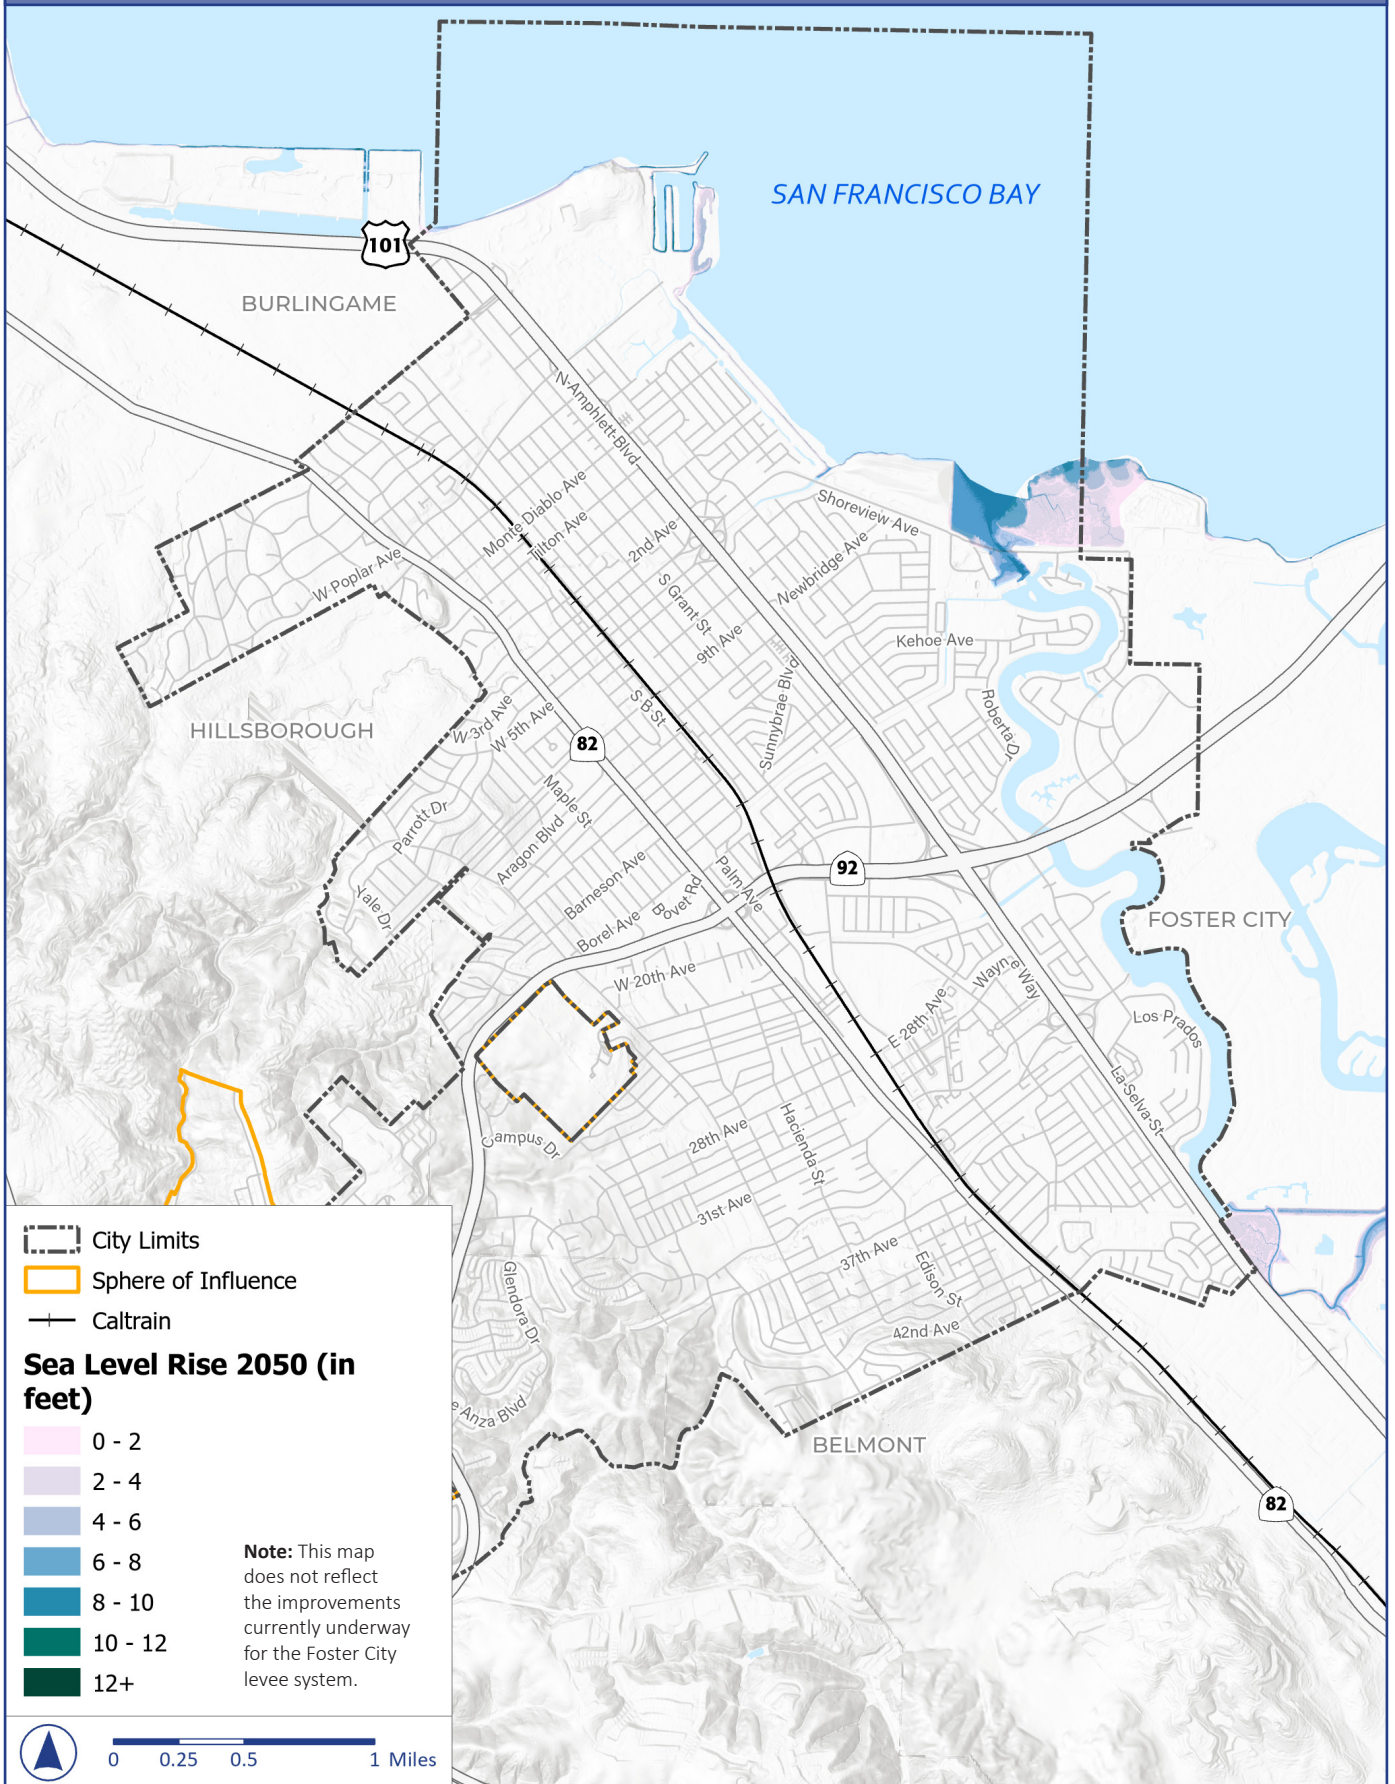 SAN FRANCISCO BAY
101
BURLINGAME
N Amphlett Blvd
Monte Diablo Ave
Tilton Ave
2nd Ave
Shoreview Ave
Newbridge Ave
W Poplar Ave
S Grant St
9th Ave
Kehoe Ave
Sunnybrae Blvd
S B St
Roberta Dr
HILLSBOROUGH
W 3rd Ave
W 5th Ave
82
Maple St
Parrott Dr
Aragon Blvd
Barneson Ave
Palm Ave
92
Yale Dr
Bovet Rd
Borel Ave
FOSTER CITY
W 20th Ave
Wayne Way
E 28th Ave
Los Prados
La Selva St
Campus Dr
28th Ave
Hacienda St
31st Ave
37th Ave
Edison St
Glendora Dr
42nd Ave
e Anza Blvd
BELMONT
82
City Limits
Sphere of Influence
Caltrain
Sea Level Rise 2050 (in
feet)
0 - 2
2 - 4
4 - 6
6 - 8
8 - 10
10 - 12
12+
Note: This map
does not reflect
the improvements
currently underway
for the Foster City
levee system.
0 0.25 0.5 1 Miles